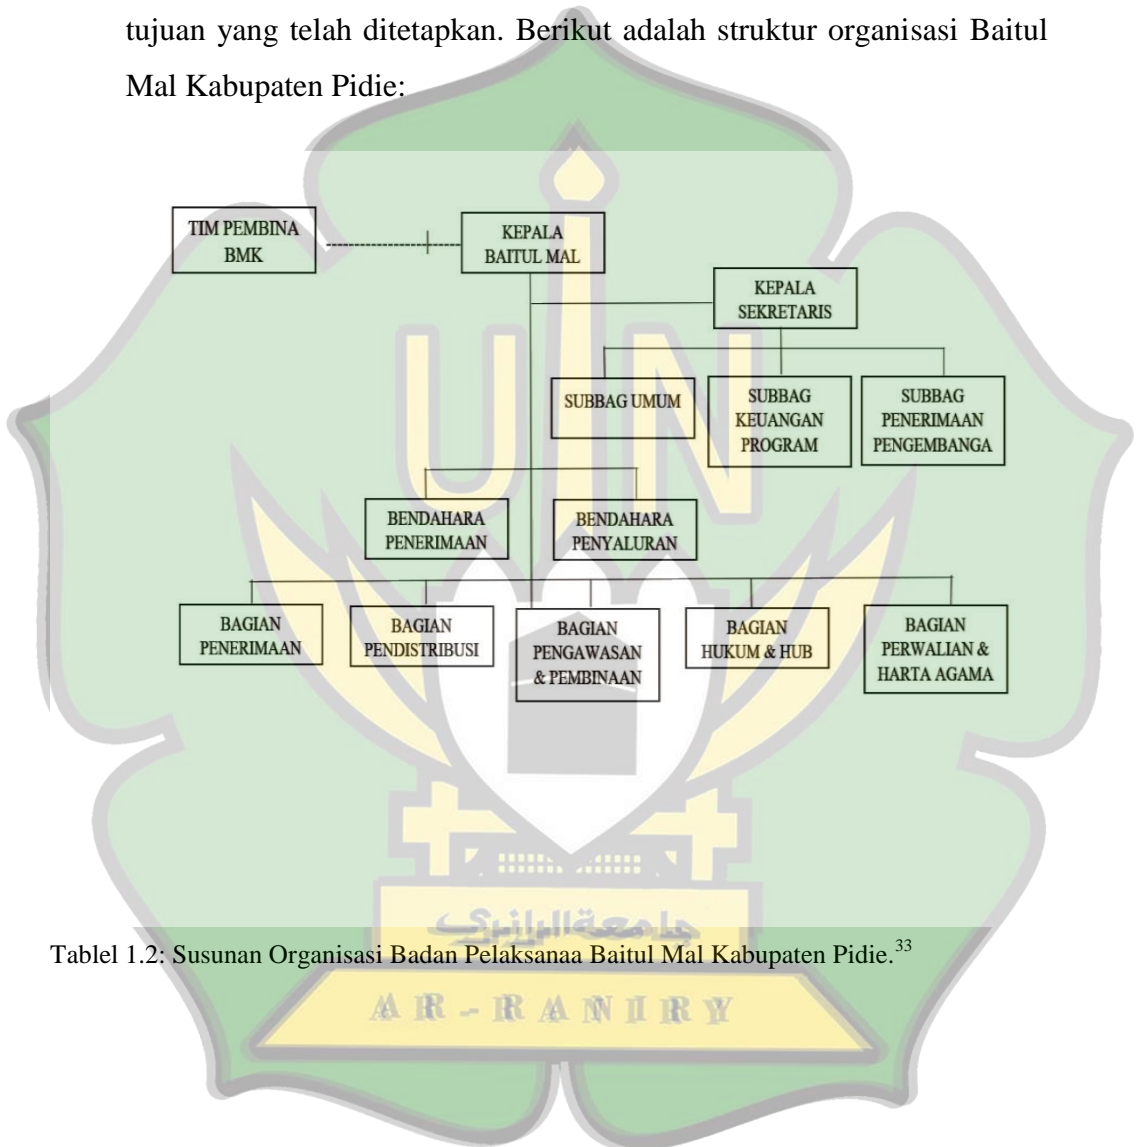 tujuan yang telah ditetapkan. Berikut adalah struktur organisasi Baitul
Mal Kabupaten Pidie:
TIM PEMBINA
BMK
KEPALA
BAITUL MAL
KEPALA
SEKRETARIS
SUBBAG UMUM
SUBBAG
KEUANGAN
PROGRAM
SUBBAG
PENERIMAAN
PENGEMBANGA
BENDAHARA
PENERIMAAN
BENDAHARA
PENYALURAN
BAGIAN
PENERIMAAN
BAGIAN
PENDISTRIBUSI
BAGIAN
PENGAWASAN
& PEMBINAAN
BAGIAN
HUKUM & HUB
BAGIAN
PERWALIAN &
HARTA AGAMA
UIN
جامعة الرانري
Tablel 1.2: Susunan Organisasi Badan Pelaksanaa Baitul Mal Kabupaten Pidie.33
AR-RANIRY